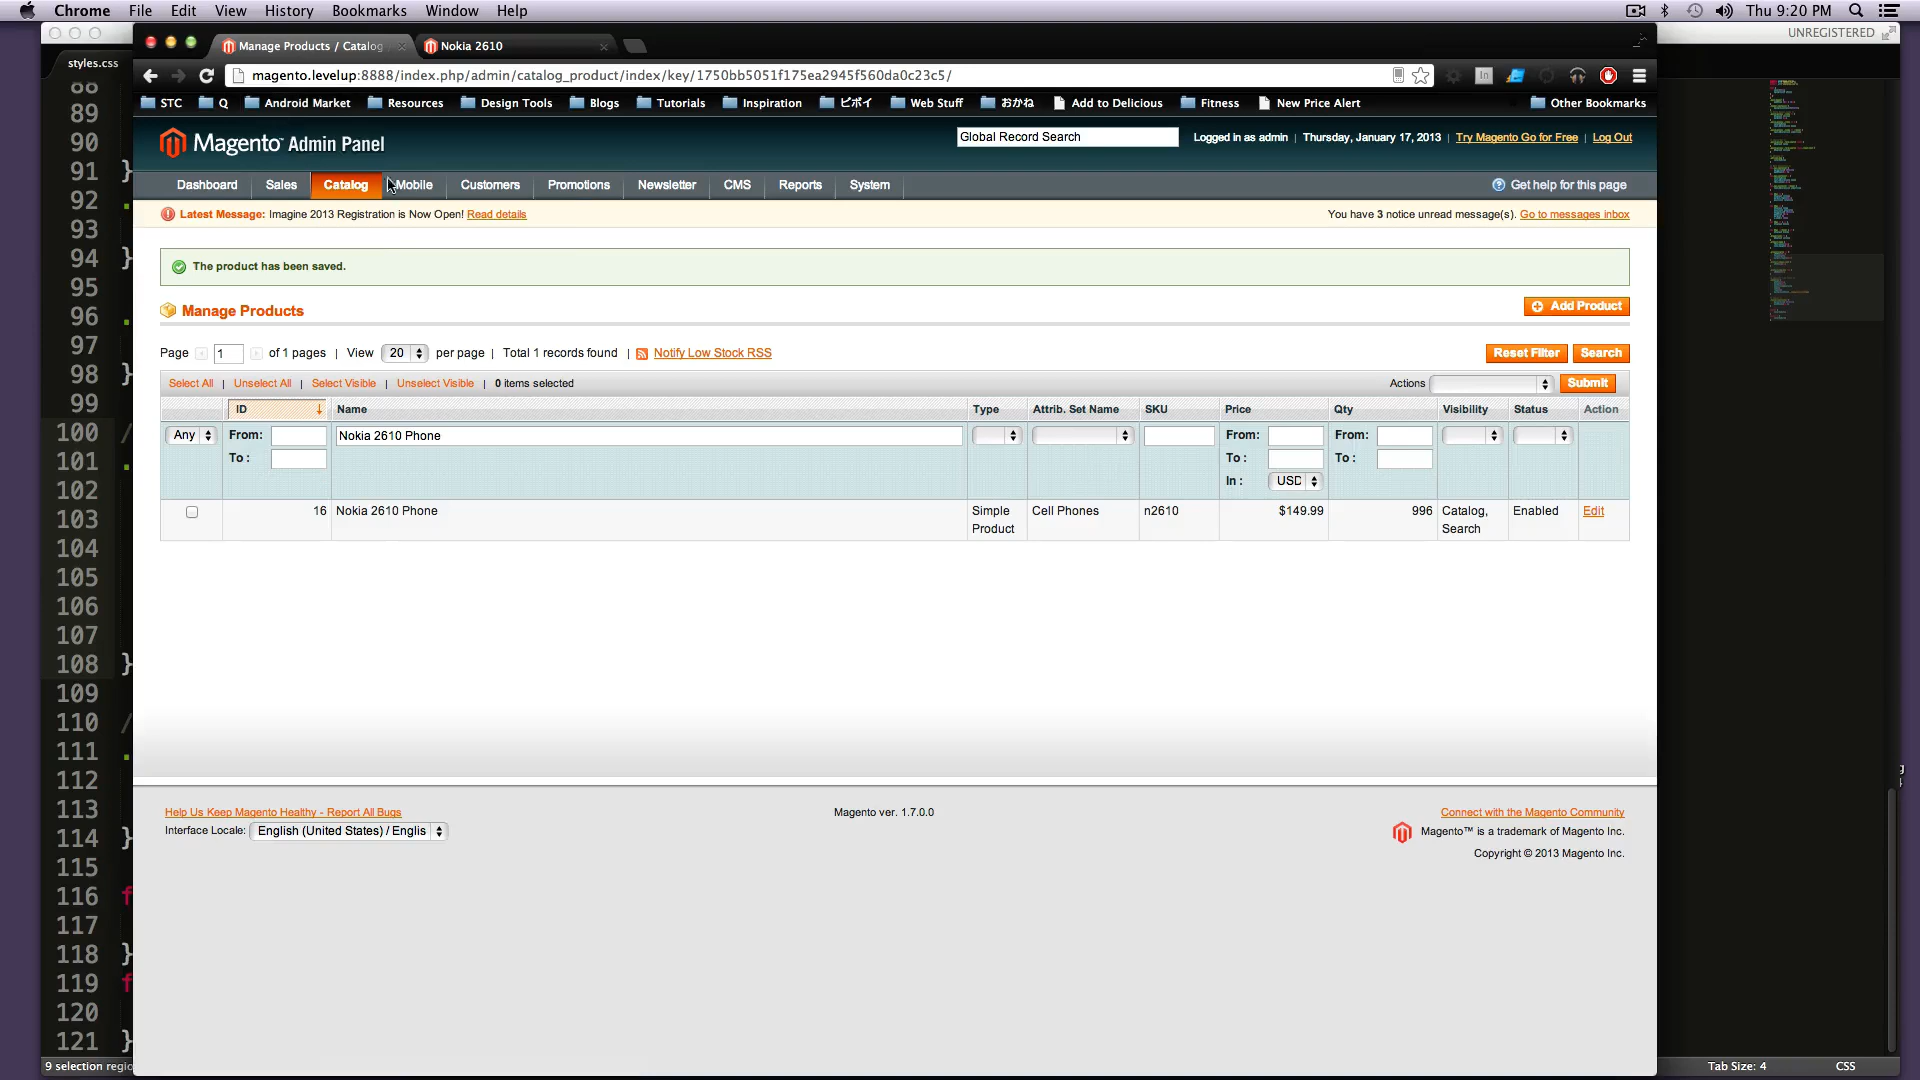 Chrome File Edit View History Bookmarks Window Help Thu 9:20 PM
UNREGISTERED
styles.css
Manage Products / Catalog Nokia 2610
magento.levelup:8888/index.php/admin/catalog_product/index/key/1750bb5051f175ea2945f560da0c23c5/
STC Q Android Market Resources Design Tools Blogs Tutorials Inspiration ビボイ Web Stuff おかね Add to Delicious Fitness New Price Alert Other Bookmarks
Magento™ Admin Panel Global Record Search Logged in as admin | Thursday, January 17, 2013 | Try Magento Go for Free | Log Out
Dashboard Sales Catalog Mobile Customers Promotions Newsletter CMS Reports System Get help for this page
Latest Message: Imagine 2013 Registration is Now Open! Read details You have 3 notice unread message(s). Go to messages inbox
The product has been saved.
Manage Products Add Product
Page 1 of 1 pages | View 20 per page | Total 1 records found | Notify Low Stock RSS Reset Filter Search
Select All | Unselect All | Select Visible | Unselect Visible | 0 items selected Actions Submit
ID Name Type Attrib. Set Name SKU Price Qty Visibility Status Action
Any From: Nokia 2610 Phone From: From:
To : To : To :
In : USD
16 Nokia 2610 Phone Simple Product Cell Phones n2610 $149.99 996 Catalog, Search Enabled Edit
Help Us Keep Magento Healthy - Report All Bugs Magento ver. 1.7.0.0 Connect with the Magento Community
Interface Locale: English (United States) / Englis Magento™ is a trademark of Magento Inc.
Copyright © 2013 Magento Inc.
88
89
90
91 }
92 .
93
94 }
95
96 .
97
98 }
99
100 /
101 .
102
103
104
105
106
107
108 }
109
110 /
111 .
112
113
114 }
115
116 f
117
118 }
119 f
120
121 }
9 selection regio Tab Size: 4 CSS